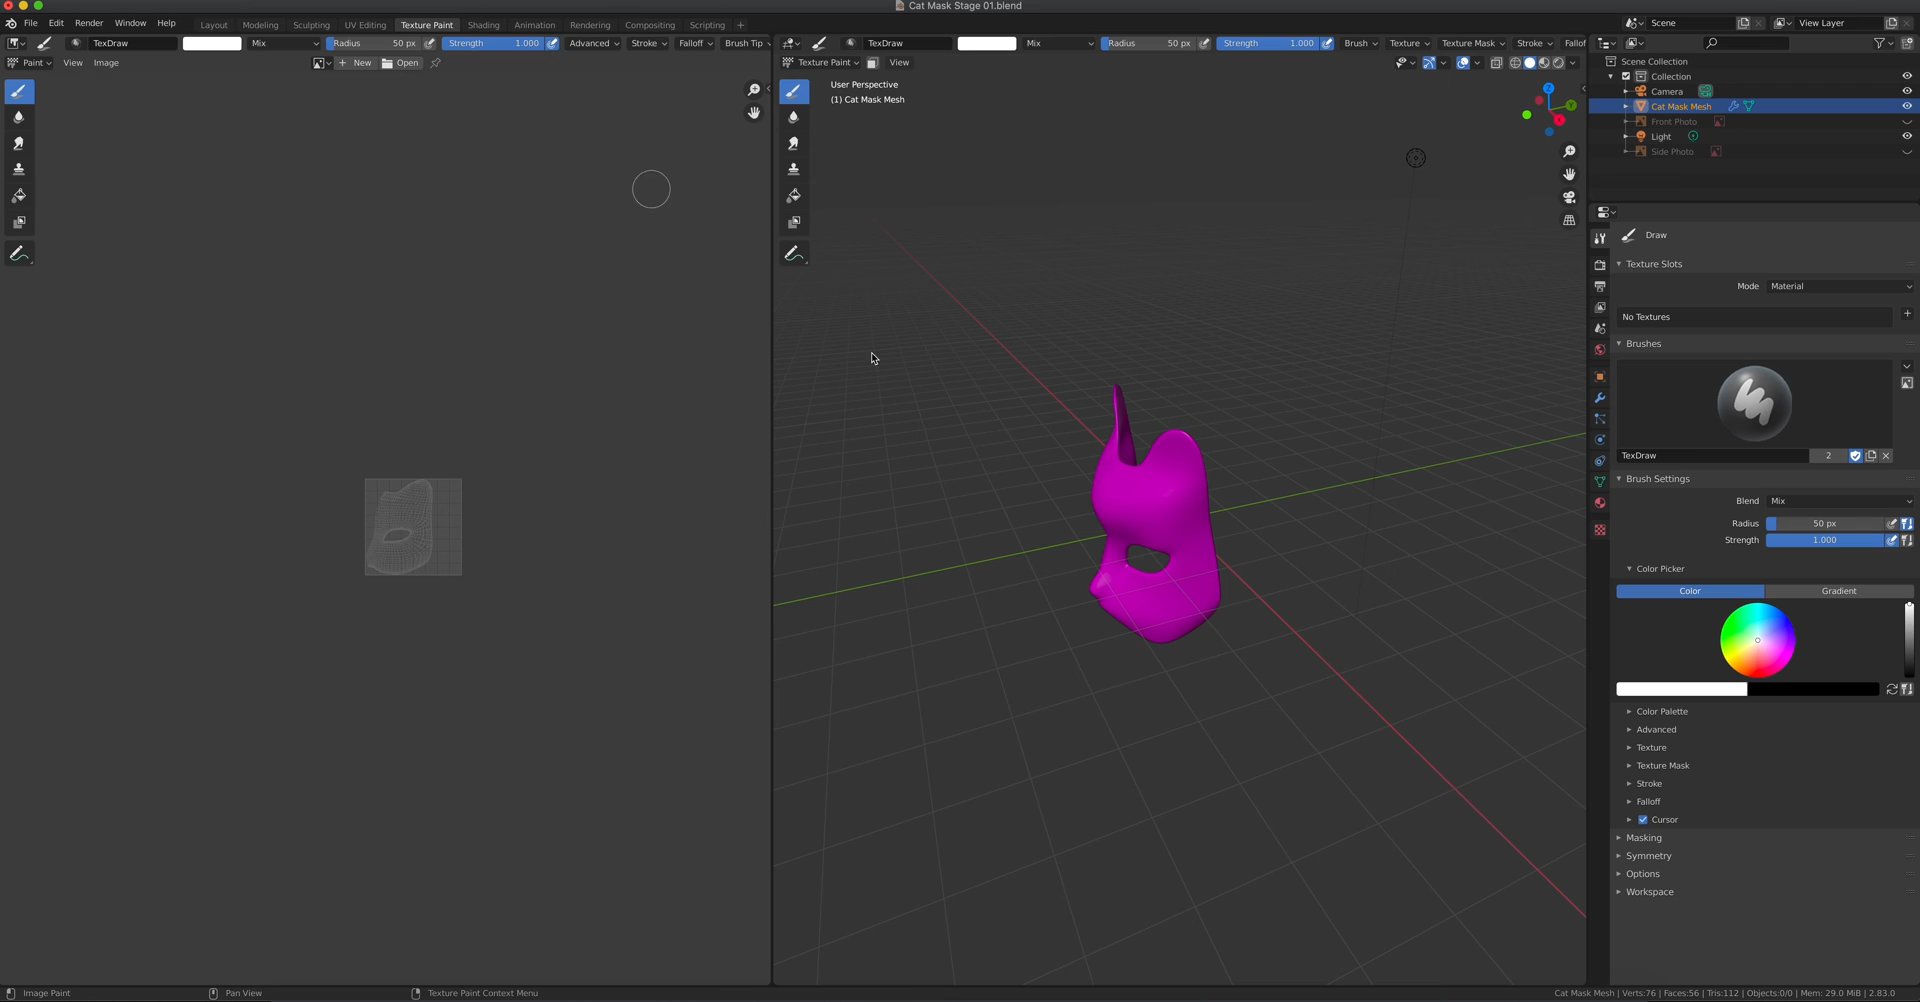 Cat Mask Stage 01.blend
File Edit Render Window Help Layout Modeling Sculpting UV Editing Texture Paint Shading Animation Rendering Compositing Scripting + Scene View Layer
TexDraw Mix Radius 50 px Strength 1.000 Advanced Stroke Falloff Brush Tip
TexDraw Mix Radius 50 px Strength 1.000 Brush Texture Texture Mask Stroke Fallof
Paint View Image + New Open
Texture Paint View
User Perspective
(1) Cat Mask Mesh
Z
Y
X
Scene Collection
Collection
Camera
Cat Mask Mesh
Front Photo
Light
Side Photo
Draw
Texture Slots
Mode Material
No Textures
Brushes
TexDraw 2
Brush Settings
Blend Mix
Radius 50 px
Strength 1.000
Color Picker
Color Gradient
Color Palette
Advanced
Texture
Texture Mask
Stroke
Falloff
Cursor
Masking
Symmetry
Options
Workspace
Image Paint Pan View Texture Paint Context Menu Cat Mask Mesh | Verts:76 | Faces:56 | Tris:112 | Objects:0/0 | Mem: 29.0 MiB | 2.83.0